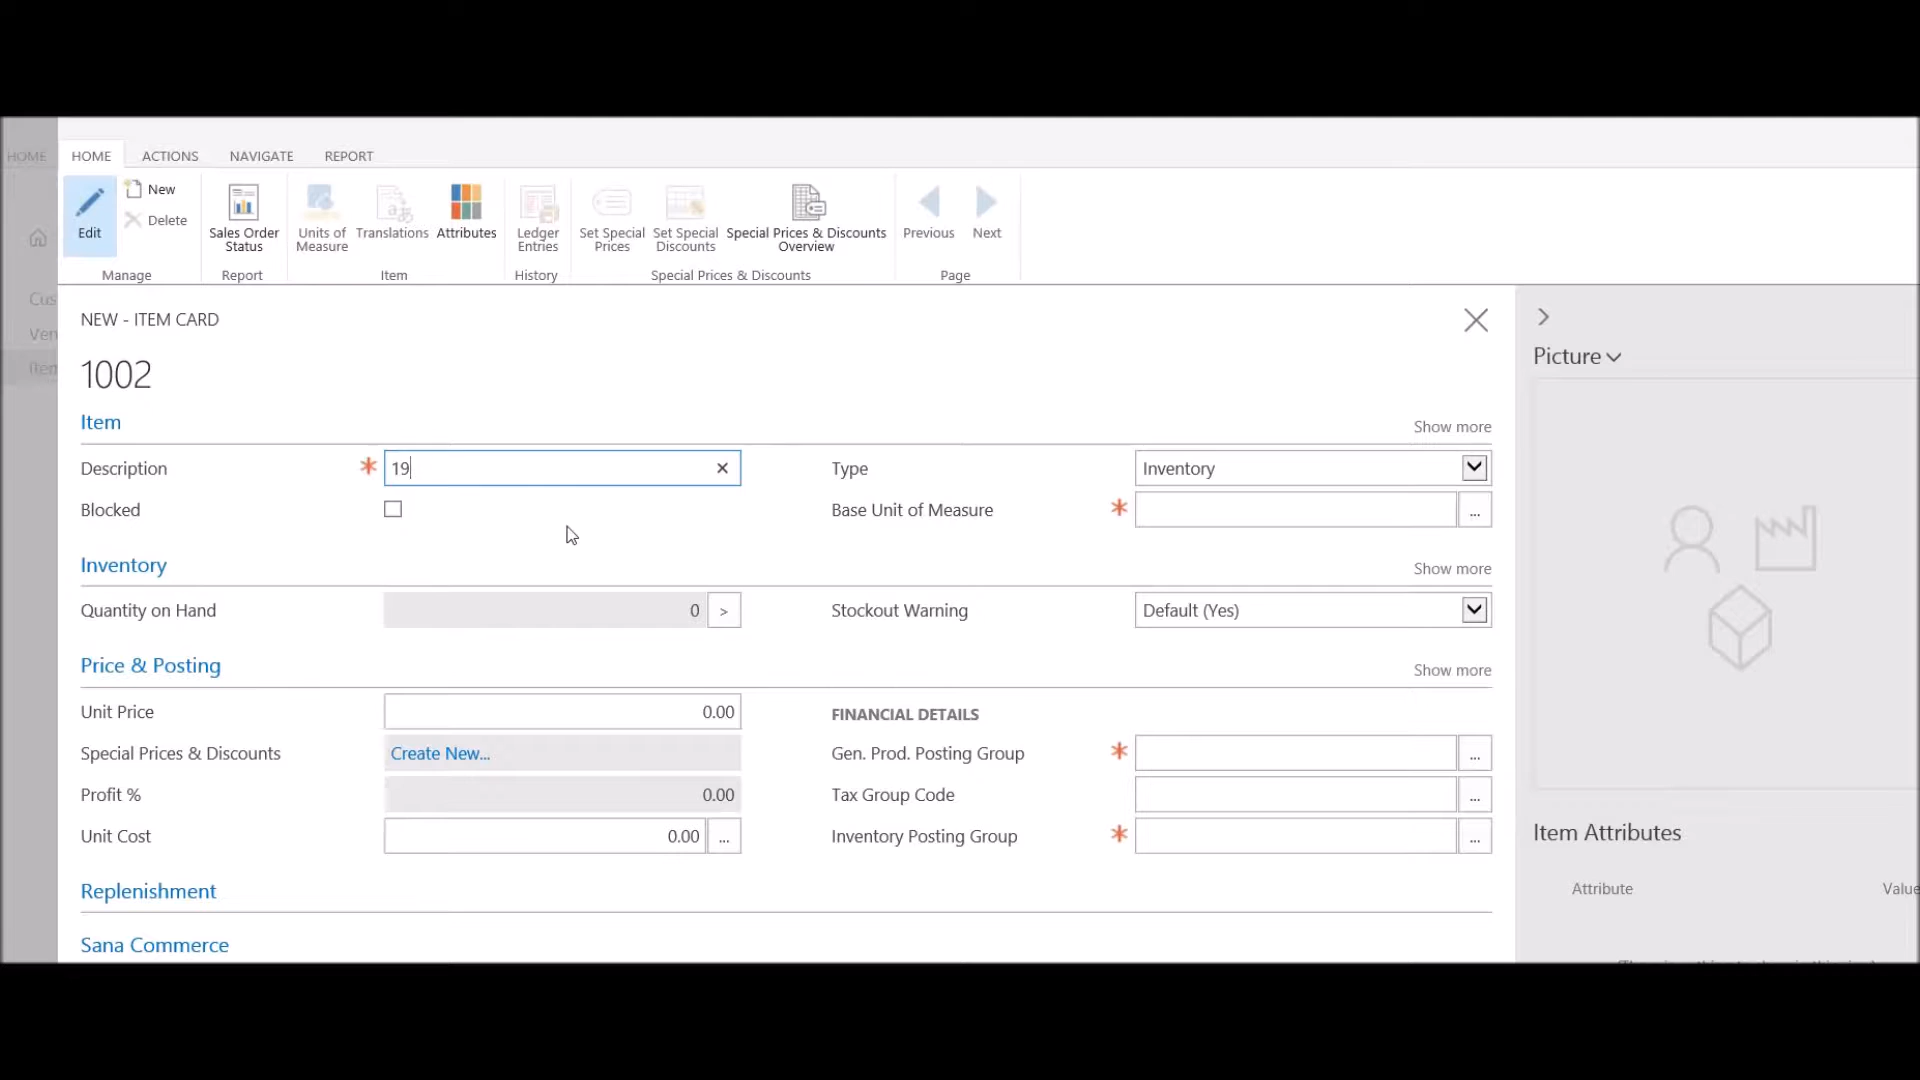 HOME
HOME ACTIONS NAVIGATE REPORT
Edit
New
Delete
Manage
Sales Order
Status
Report
Units of
Measure
Translations
Attributes
Item
Ledger
Entries
History
Set Special
Prices
Set Special
Discounts
Special Prices & Discounts
Overview
Special Prices & Discounts
Previous
Next
Page
Cus
Ven
Item
NEW - ITEM CARD
1002
Item
Show more
Description * 19 ×
Type Inventory
Blocked
Base Unit of Measure * ...
Inventory
Show more
Quantity on Hand 0 >
Stockout Warning Default (Yes)
Price & Posting
Show more
Unit Price 0.00
FINANCIAL DETAILS
Special Prices & Discounts Create New...
Gen. Prod. Posting Group * ...
Profit % 0.00
Tax Group Code ...
Unit Cost 0.00 ...
Inventory Posting Group * ...
Replenishment
Sana Commerce
Picture
Item Attributes
Attribute Value